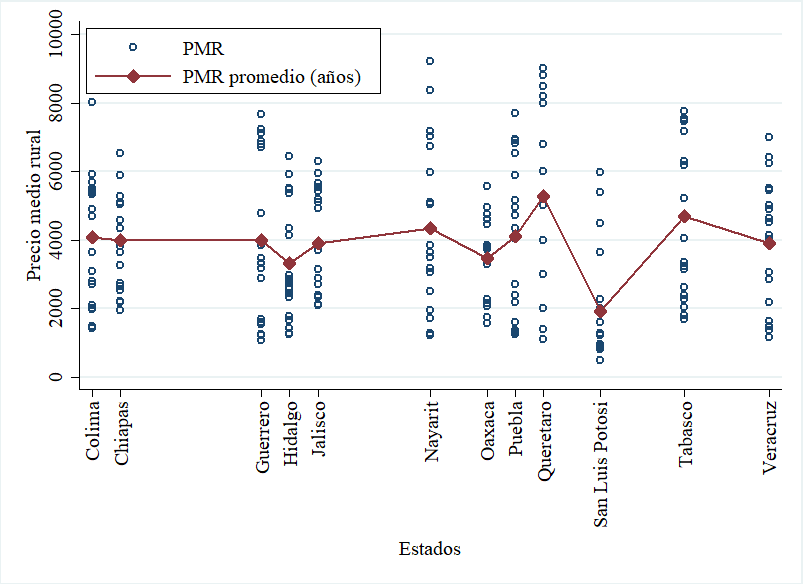 PMR
PMR promedio (años)
Precio medio rural
10000
8000
6000
4000
2000
0
Colima
Chiapas
Guerrero
Hidalgo
Jalisco
Nayarit
Oaxaca
Puebla
Queretaro
San Luis Potosi
Tabasco
Veracruz
Estados